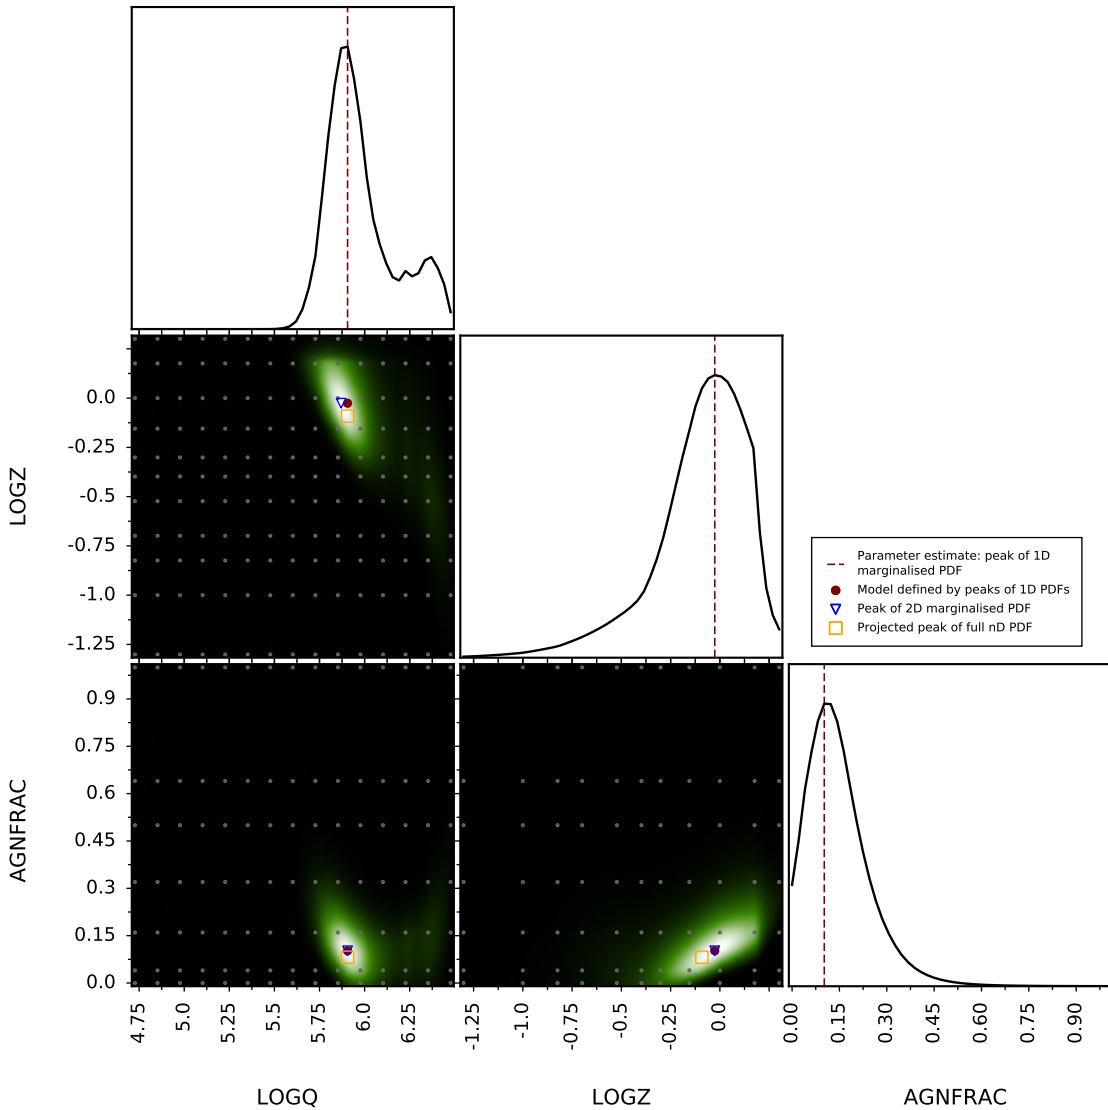 0.0
-0.25
-0.5
-0.75
-1.0
-1.25
LOGZ
Parameter estimate: peak of 1D
marginalised PDF
Model defined by peaks of 1D PDFs
Peak of 2D marginalised PDF
Projected peak of full nD PDF
0.9
0.75
0.6
0.45
0.3
0.15
0.0
AGNFRAC
4.75 5.0 5.25 5.5 5.75 6.0 6.25
-1.25 -1.0 -0.75 -0.5 -0.25 0.0
0.00 0.15 0.30 0.45 0.60 0.75 0.90
LOGQ LOGZ AGNFRAC